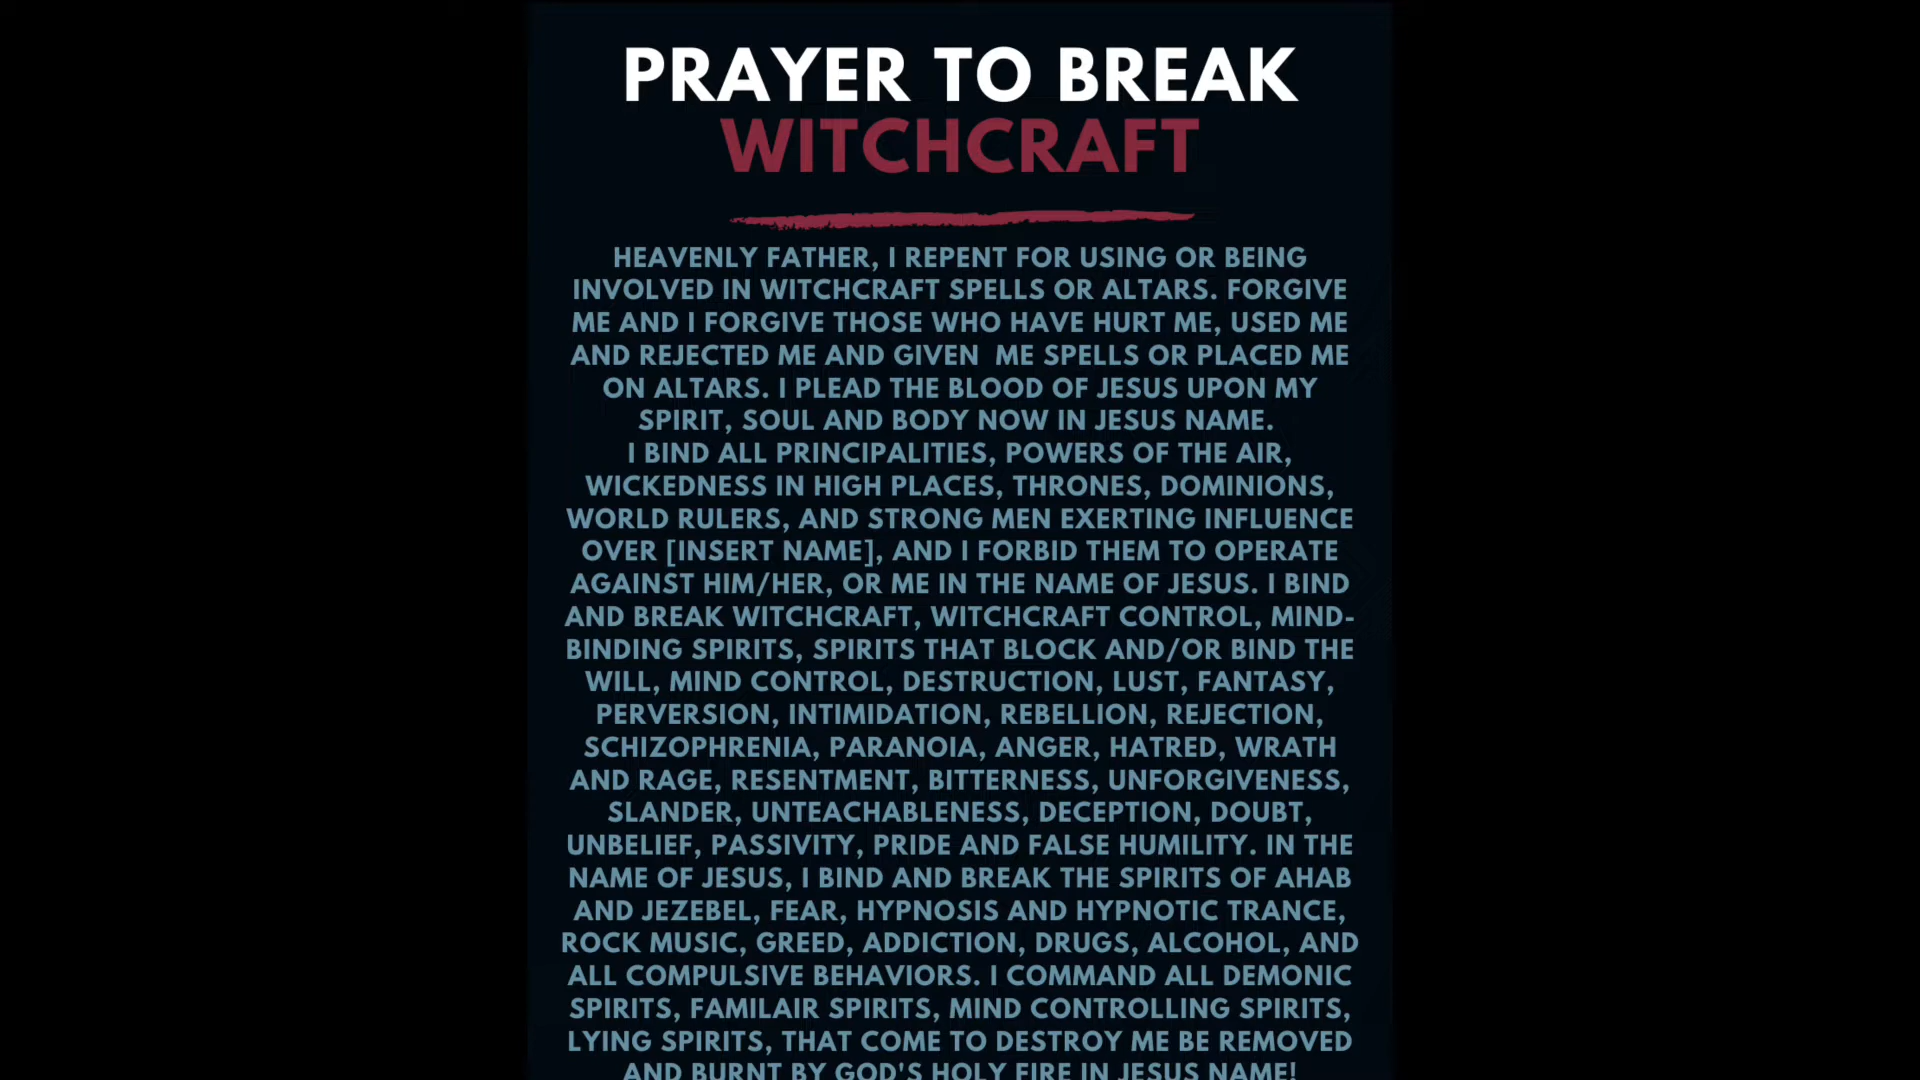 PRAYER TO BREAK
WITCHCRAFT
HEAVENLY FATHER, I REPENT FOR USING OR BEING
INVOLVED IN WITCHCRAFT SPELLS OR ALTARS. FORGIVE
ME AND I FORGIVE THOSE WHO HAVE HURT ME, USED ME
AND REJECTED ME AND GIVEN  ME SPELLS OR PLACED ME
ON ALTARS. I PLEAD THE BLOOD OF JESUS UPON MY
SPIRIT, SOUL AND BODY NOW IN JESUS NAME.
I BIND ALL PRINCIPALITIES, POWERS OF THE AIR,
WICKEDNESS IN HIGH PLACES, THRONES, DOMINIONS,
WORLD RULERS, AND STRONG MEN EXERTING INFLUENCE
OVER [INSERT NAME], AND I FORBID THEM TO OPERATE
AGAINST HIM/HER, OR ME IN THE NAME OF JESUS. I BIND
AND BREAK WITCHCRAFT, WITCHCRAFT CONTROL, MIND-
BINDING SPIRITS, SPIRITS THAT BLOCK AND/OR BIND THE
WILL, MIND CONTROL, DESTRUCTION, LUST, FANTASY,
PERVERSION, INTIMIDATION, REBELLION, REJECTION,
SCHIZOPHRENIA, PARANOIA, ANGER, HATRED, WRATH
AND RAGE, RESENTMENT, BITTERNESS, UNFORGIVENESS,
SLANDER, UNTEACHABLENESS, DECEPTION, DOUBT,
UNBELIEF, PASSIVITY, PRIDE AND FALSE HUMILITY. IN THE
NAME OF JESUS, I BIND AND BREAK THE SPIRITS OF AHAB
AND JEZEBEL, FEAR, HYPNOSIS AND HYPNOTIC TRANCE,
ROCK MUSIC, GREED, ADDICTION, DRUGS, ALCOHOL, AND
ALL COMPULSIVE BEHAVIORS. I COMMAND ALL DEMONIC
SPIRITS, FAMILAIR SPIRITS, MIND CONTROLLING SPIRITS,
LYING SPIRITS, THAT COME TO DESTROY ME BE REMOVED
AND BURNT BY GOD'S HOLY FIRE IN JESUS NAME!